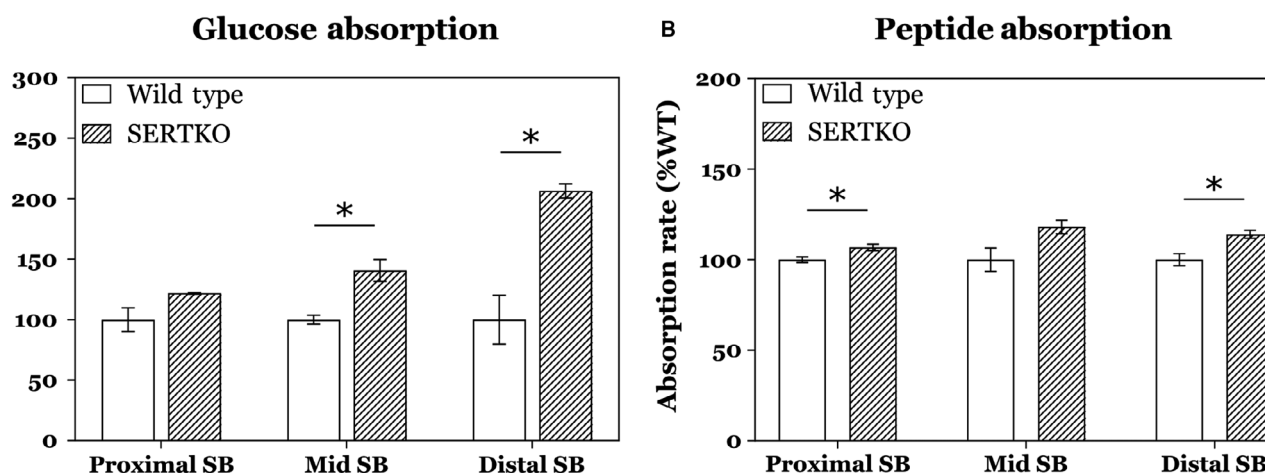 Glucose absorption
300
250
200
150
100
50
0
Wild type
SERTKO
*
*
Proximal SB
Mid SB
Distal SB
B
Peptide absorption
Absorption rate (%WT)
200
150
100
50
0
Wild type
SERTKO
*
*
Proximal SB
Mid SB
Distal SB